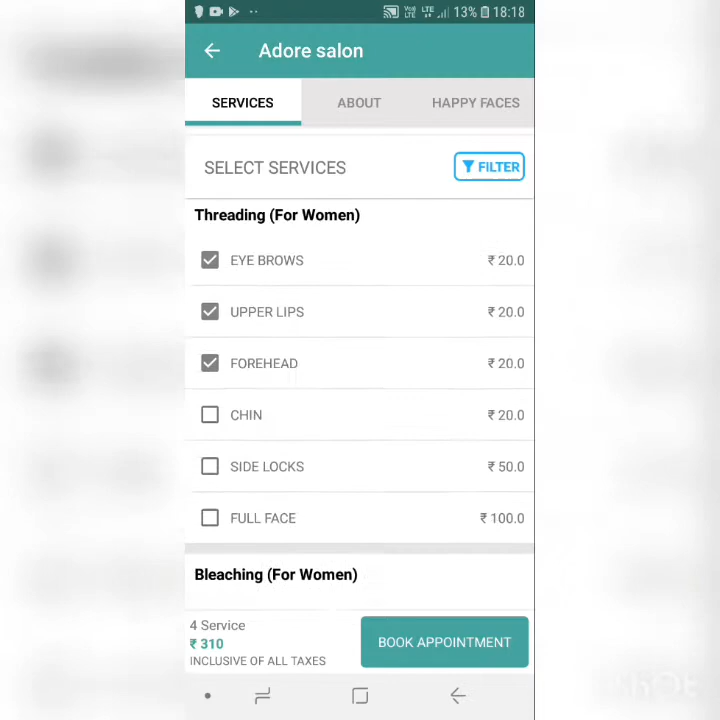 VoLTE LTE 13% 18:18
Adore salon
SERVICES ABOUT HAPPY FACES
SELECT SERVICES FILTER
Threading (For Women)
EYE BROWS ₹ 20.0
UPPER LIPS ₹ 20.0
FOREHEAD ₹ 20.0
CHIN ₹ 20.0
SIDE LOCKS ₹ 50.0
FULL FACE ₹ 100.0
Bleaching (For Women)
4 Service
₹ 310
INCLUSIVE OF ALL TAXES
BOOK APPOINTMENT